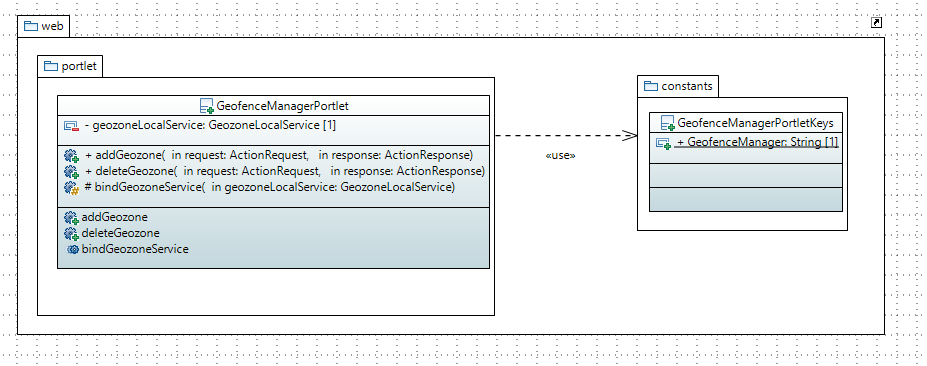 web
portlet
GeofenceManagerPortlet
- geozoneLocalService: GeozoneLocalService [1]
+ addGeozone( in request: ActionRequest, in response: ActionResponse)
+ deleteGeozone( in request: ActionRequest, in response: ActionResponse)
# bindGeozoneService( in geozoneLocalService: GeozoneLocalService)
addGeozone
deleteGeozone
bindGeozoneService
«use»
constants
GeofenceManagerPortletKeys
+ GeofenceManager: String [1]